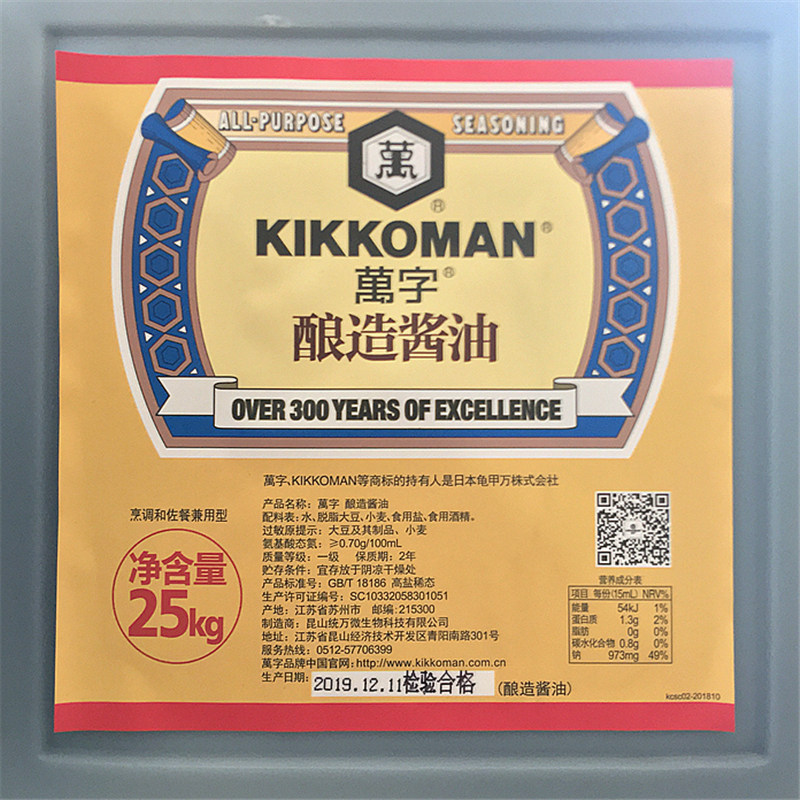 ALL-PURPOSE SEASONING
萬
®
KIKKOMAN®
萬字®
酿造酱油
OVER 300 YEARS OF EXCELLENCE
萬字、KIKKOMAN等商标的持有人是日本龟甲万株式会社
烹调和佐餐兼用型
净含量
25kg
产品名称：萬字 酿造酱油
配料表：水、脱脂大豆、小麦、食用盐、食用酒精。
过敏原提示：大豆及其制品、小麦
氨基酸态氮：≥0.70g/100mL
质量等级：一级 保质期：2年
贮存条件：宜存放于阴凉干燥处
产品标准号：GB/T 18186 高盐稀态
生产许可证编号：SC10332058301051
产地：江苏省苏州市 邮编：215300
制造商：昆山统万微生物科技有限公司
地址：江苏省昆山经济技术开发区青阳南路301号
服务热线：0512-57706399
萬字品牌中国官网：http://www.kikkoman.com.cn
生产日期：2019.12.11检验合格（酿造酱油）
营养成分表
项目 每份(15mL) NRV%
能量 54kJ 1%
蛋白质 1.3g 2%
脂肪 0g 0%
碳水化合物 0.8g 0%
钠 973mg 49%
kcsc02-201810